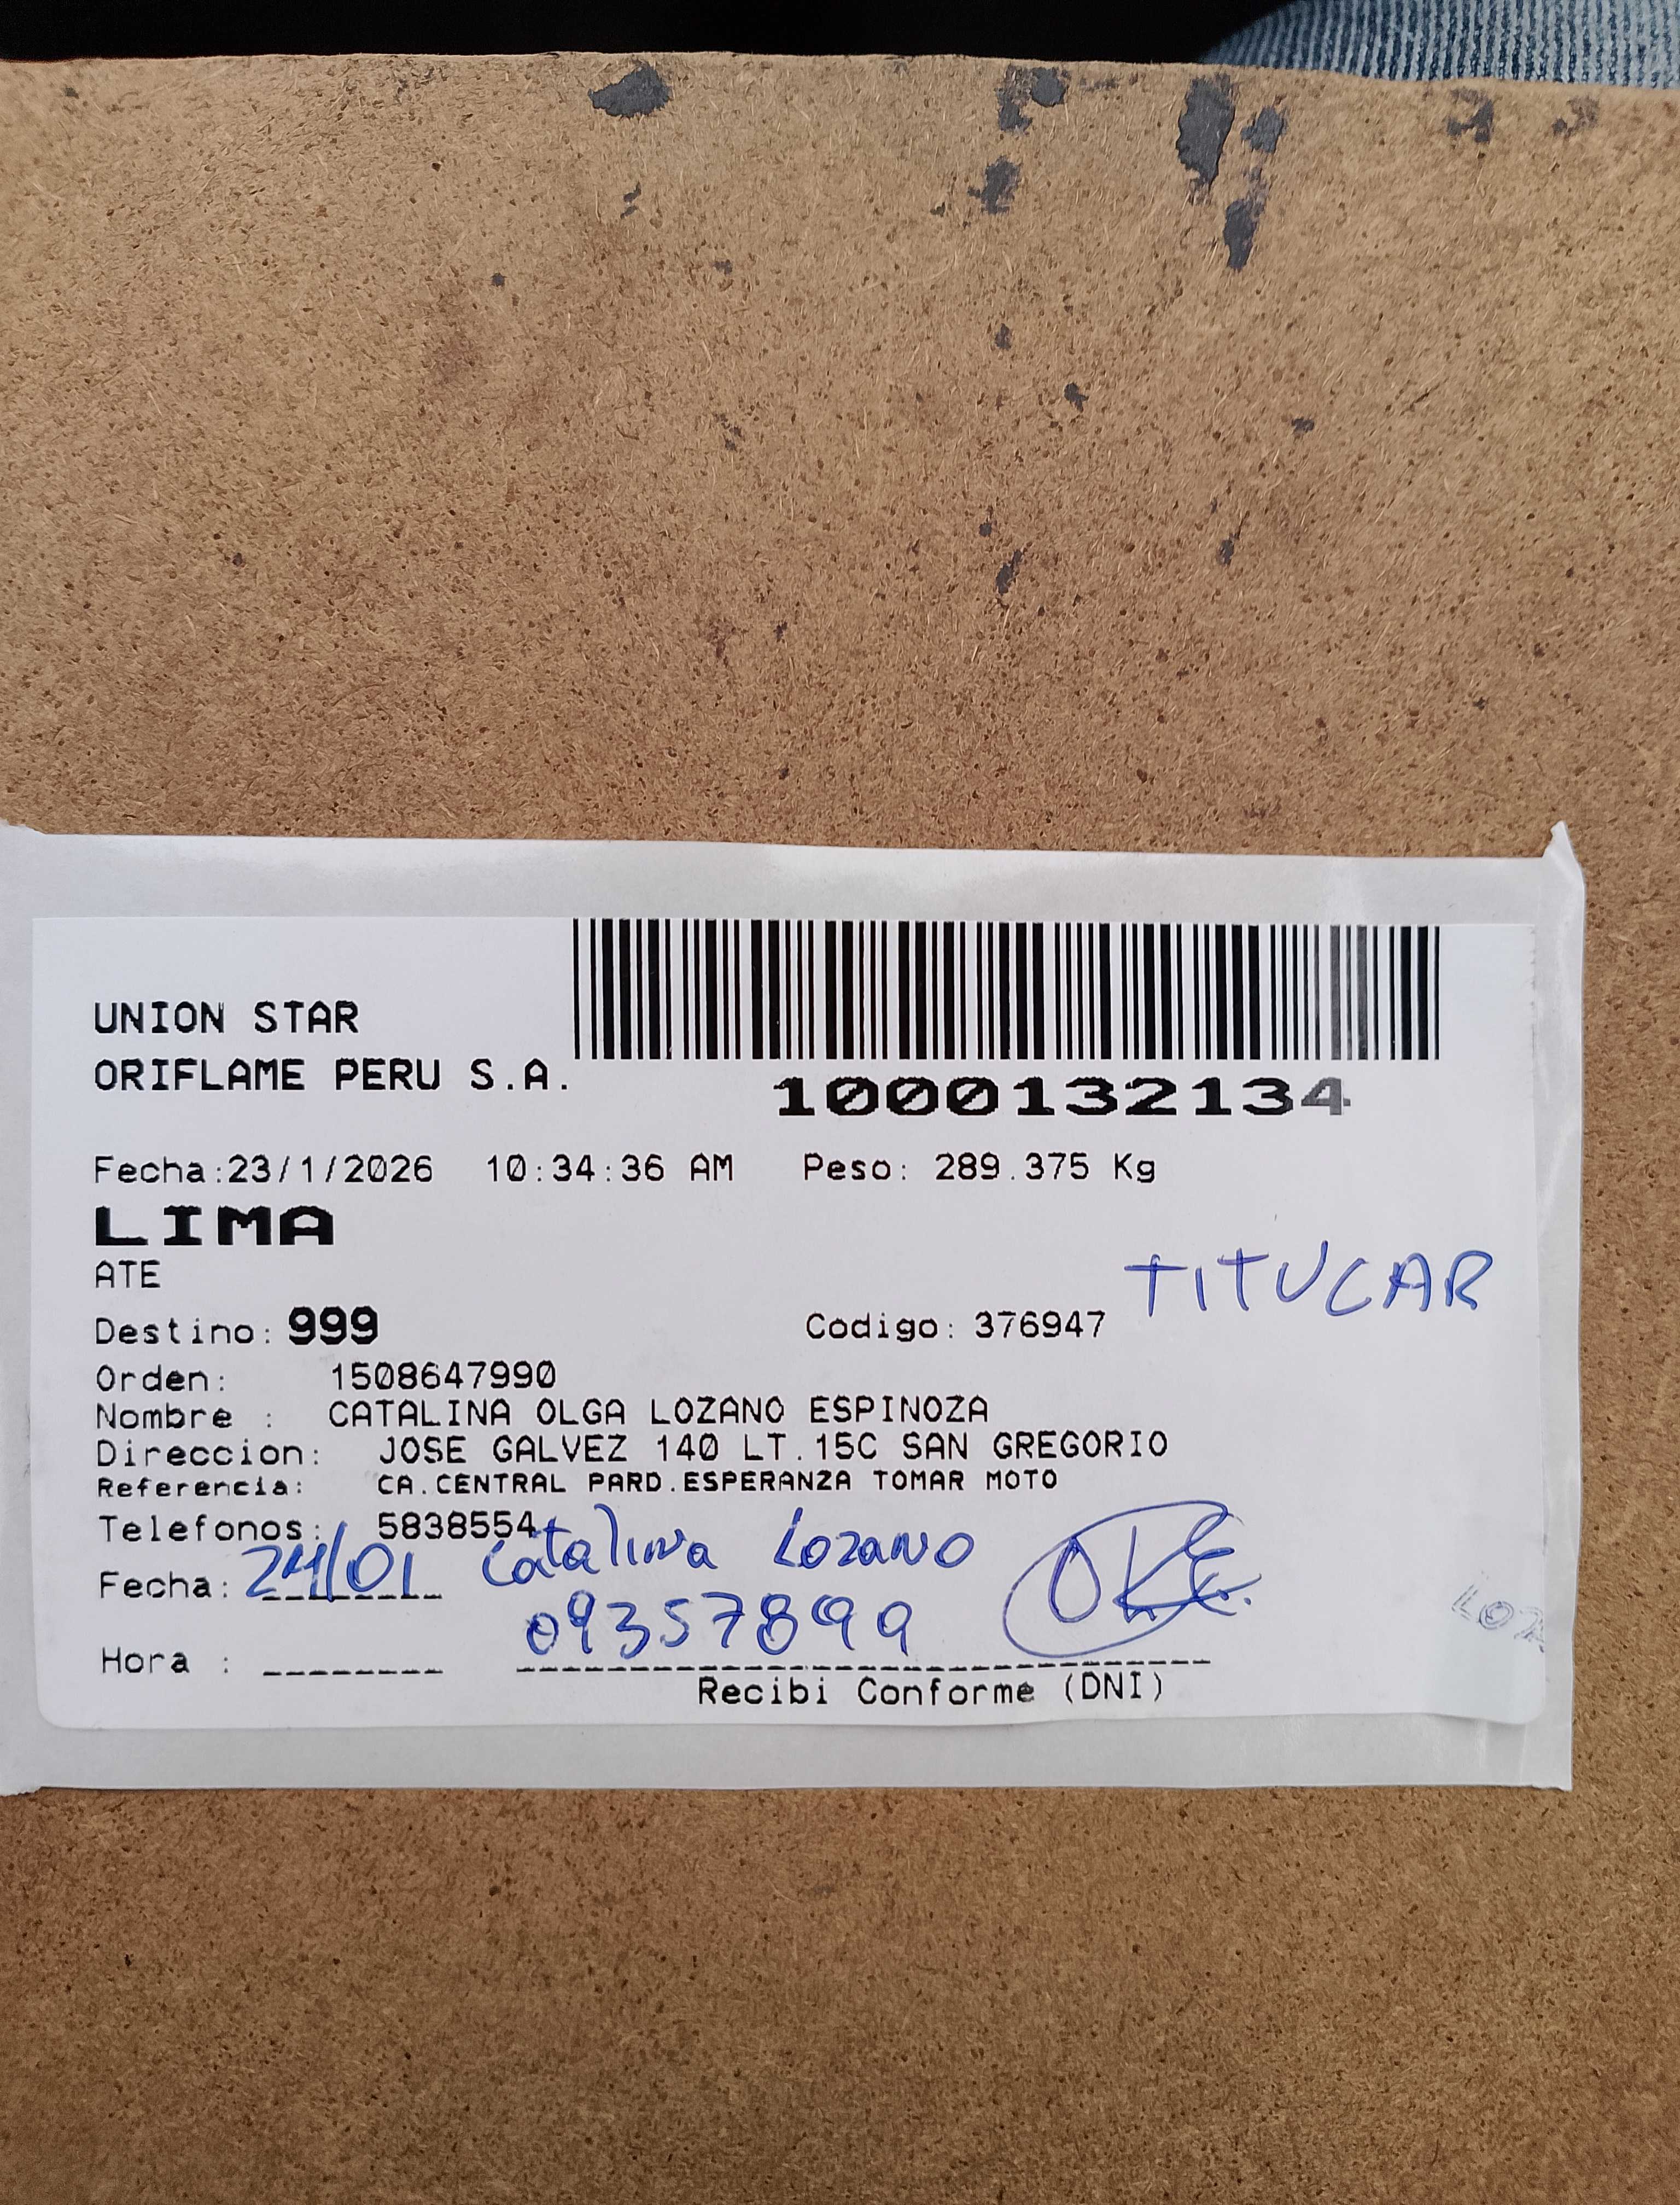 UNION STAR
ORIFLAME PERU S.A.
1000132134
Fecha:23/1/2026 10:34:36 AM Peso: 289.375 Kg
LIMA
ATE
TITUCAR
Destino: 999 Codigo: 376947
Orden: 1508647990
Nombre : CATALINA OLGA LOZANO ESPINOZA
Direccion: JOSE GALVEZ 140 LT.15C SAN GREGORIO
Referencia: CA.CENTRAL PARD.ESPERANZA TOMAR MOTO
Telefonos: 5838554
Fecha: 24/01 Catalina Lozano
09357899
Hora : --------
Recibi Conforme (DNI)